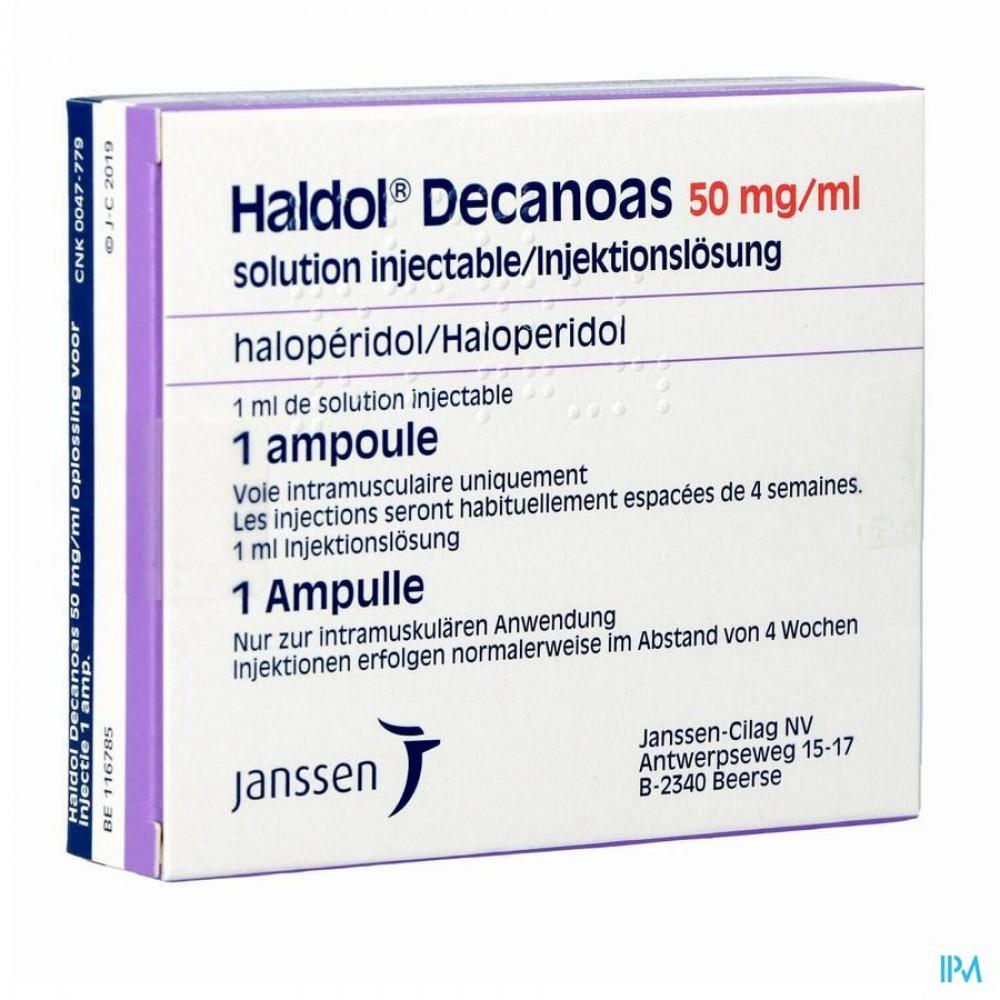 Haldol® Decanoas 50 mg/ml
solution injectable/Injektionslösung
halopéridol/Haloperidol
1 ml de solution injectable
1 ampoule
Voie intramusculaire uniquement
Les injections seront habituellement espacées de 4 semaines.
1 ml Injektionslösung
1 Ampulle
Nur zur intramuskulären Anwendung
Injektionen erfolgen normalerweise im Abstand von 4 Wochen
Janssen
Janssen-Cilag NV
Antwerpseweg 15-17
B-2340 Beerse
Haldol Decanoas 50 mg/ml oplossing voor
injectie 1 amp.
CNK 0047-779
BE 116785
© J-C 2019
IPM